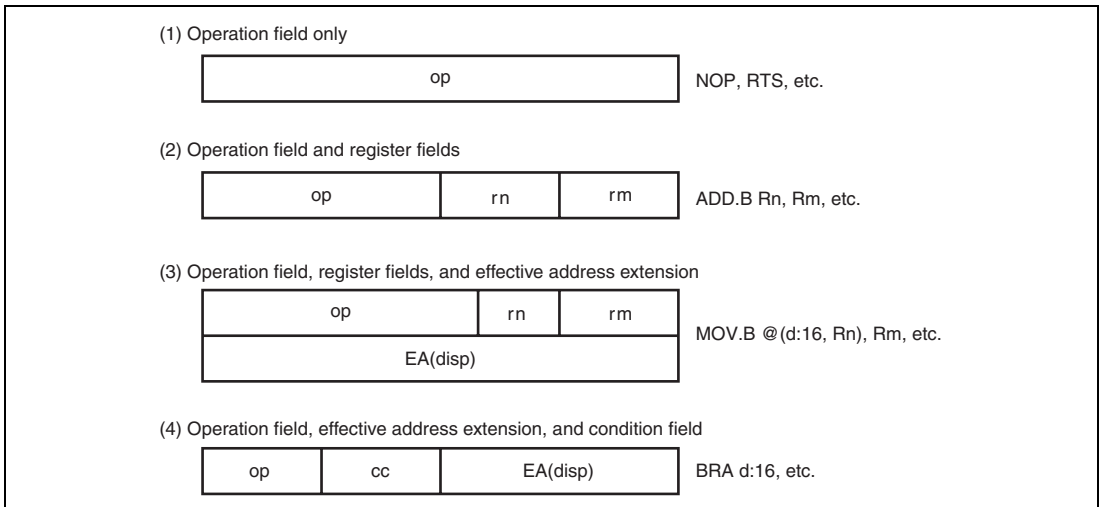 (1) Operation field only
op
NOP, RTS, etc.
(2) Operation field and register fields
op rn rm
ADD.B Rn, Rm, etc.
(3) Operation field, register fields, and effective address extension
op rn rm
EA(disp)
MOV.B @(d:16, Rn), Rm, etc.
(4) Operation field, effective address extension, and condition field
op cc EA(disp)
BRA d:16, etc.